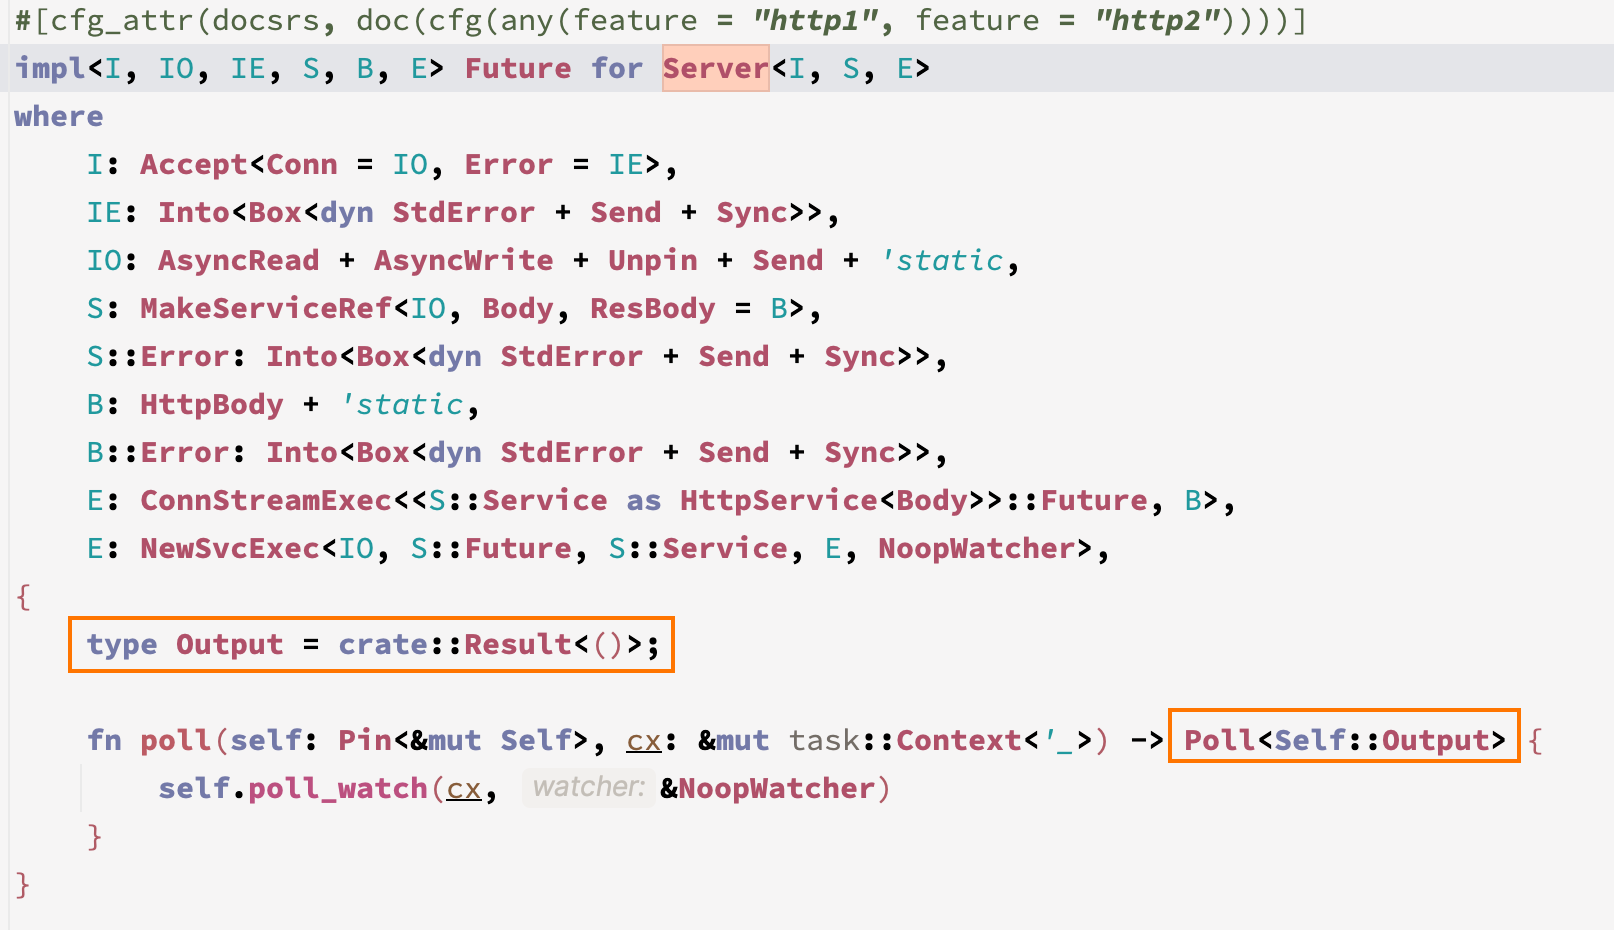 #[cfg_attr(docsrs, doc(cfg(any(feature = "http1", feature = "http2"))))]
impl<I, IO, IE, S, B, E> Future for Server<I, S, E>
where
    I: Accept<Conn = IO, Error = IE>,
    IE: Into<Box<dyn StdError + Send + Sync>>,
    IO: AsyncRead + AsyncWrite + Unpin + Send + 'static,
    S: MakeServiceRef<IO, Body, ResBody = B>,
    S::Error: Into<Box<dyn StdError + Send + Sync>>,
    B: HttpBody + 'static,
    B::Error: Into<Box<dyn StdError + Send + Sync>>,
    E: ConnStreamExec<<S::Service as HttpService<Body>>::Future, B>,
    E: NewSvcExec<IO, S::Future, S::Service, E, NoopWatcher>,
{
    type Output = crate::Result<()>;
    fn poll(self: Pin<&mut Self>, cx: &mut task::Context<'_>) -> Poll<Self::Output> {
        self.poll_watch(cx, watcher: &NoopWatcher)
    }
}